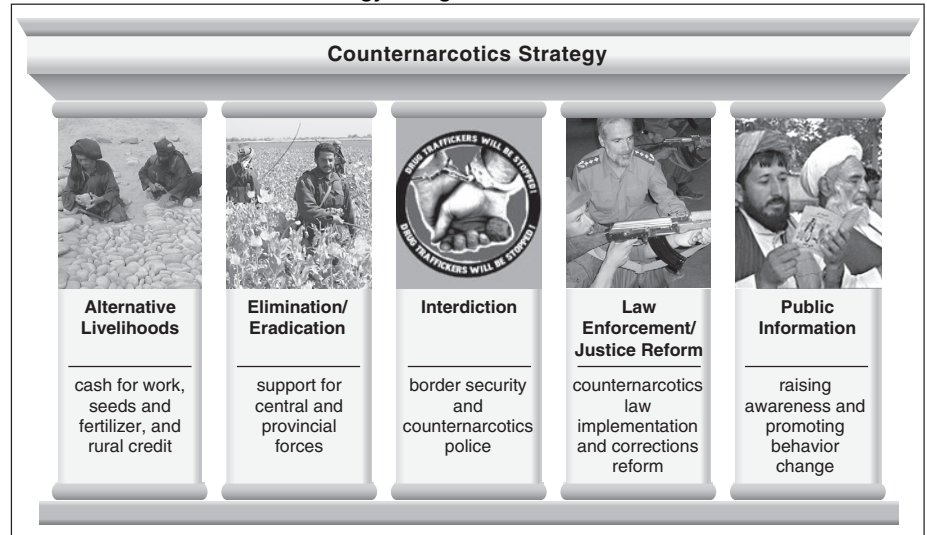 Counternarcotics Strategy
DRUG TRAFFICKERS WILL BE STOPPED!
DRUG TRAFFICKERS WILL BE STOPPED!
Alternative
Livelihoods
cash for work,
seeds and
fertilizer, and
rural credit
Elimination/
Eradication
support for
central and
provincial
forces
Interdiction
border security
and
counternarcotics
police
Law
Enforcement/
Justice Reform
counternarcotics
law
implementation
and corrections
reform
Public
Information
raising
awareness and
promoting
behavior
change